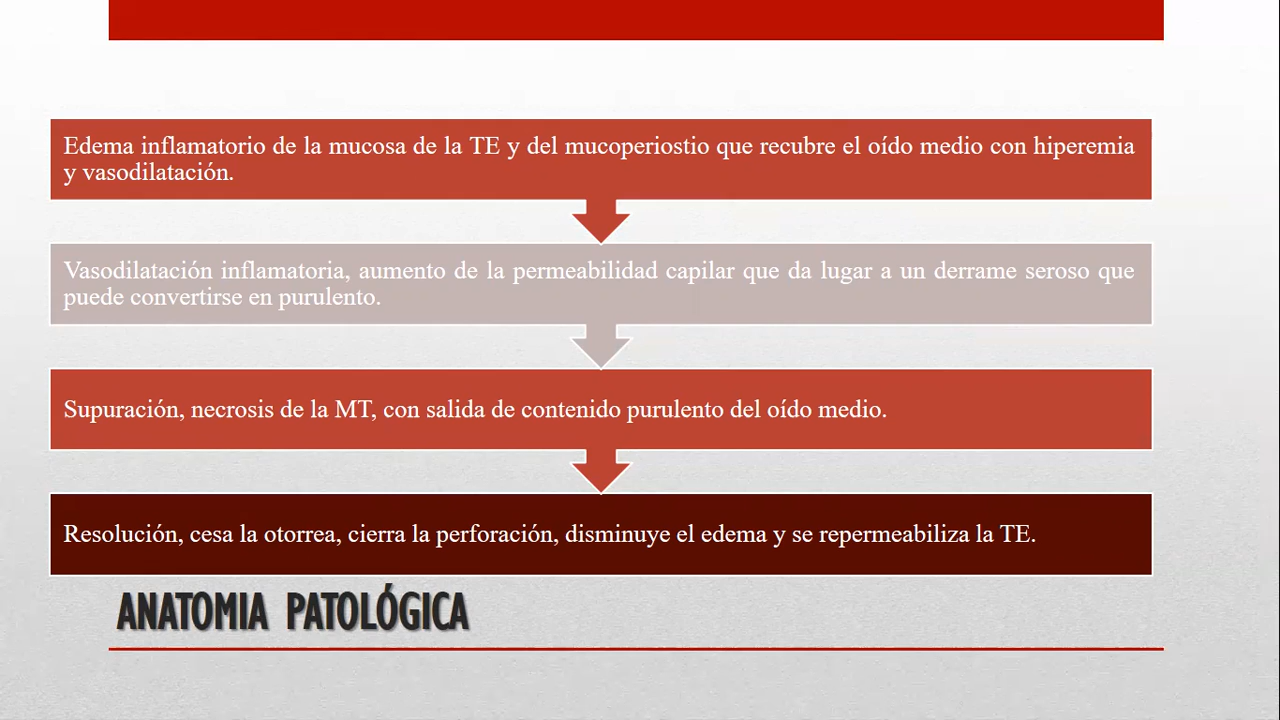 Edema inflamatorio de la mucosa de la TE y del mucoperiostio que recubre el oído medio con hiperemia
y vasodilatación.
Vasodilatación inflamatoria, aumento de la permeabilidad capilar que da lugar a un derrame seroso que
puede convertirse en purulento.
Supuración, necrosis de la MT, con salida de contenido purulento del oído medio.
Resolución, cesa la otorrea, cierra la perforación, disminuye el edema y se repermeabiliza la TE.
ANATOMIA PATOLÓGICA